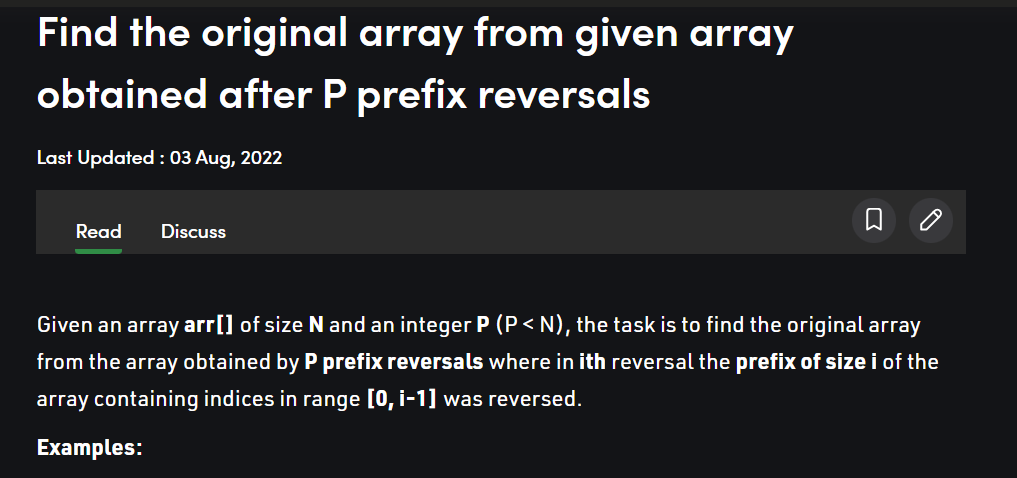 Find the original array from given array
obtained after P prefix reversals
Last Updated : 03 Aug, 2022
Read Discuss
Given an array arr[] of size N and an integer P (P < N), the task is to find the original array
from the array obtained by P prefix reversals where in ith reversal the prefix of size i of the
array containing indices in range [0, i-1] was reversed.
Examples: